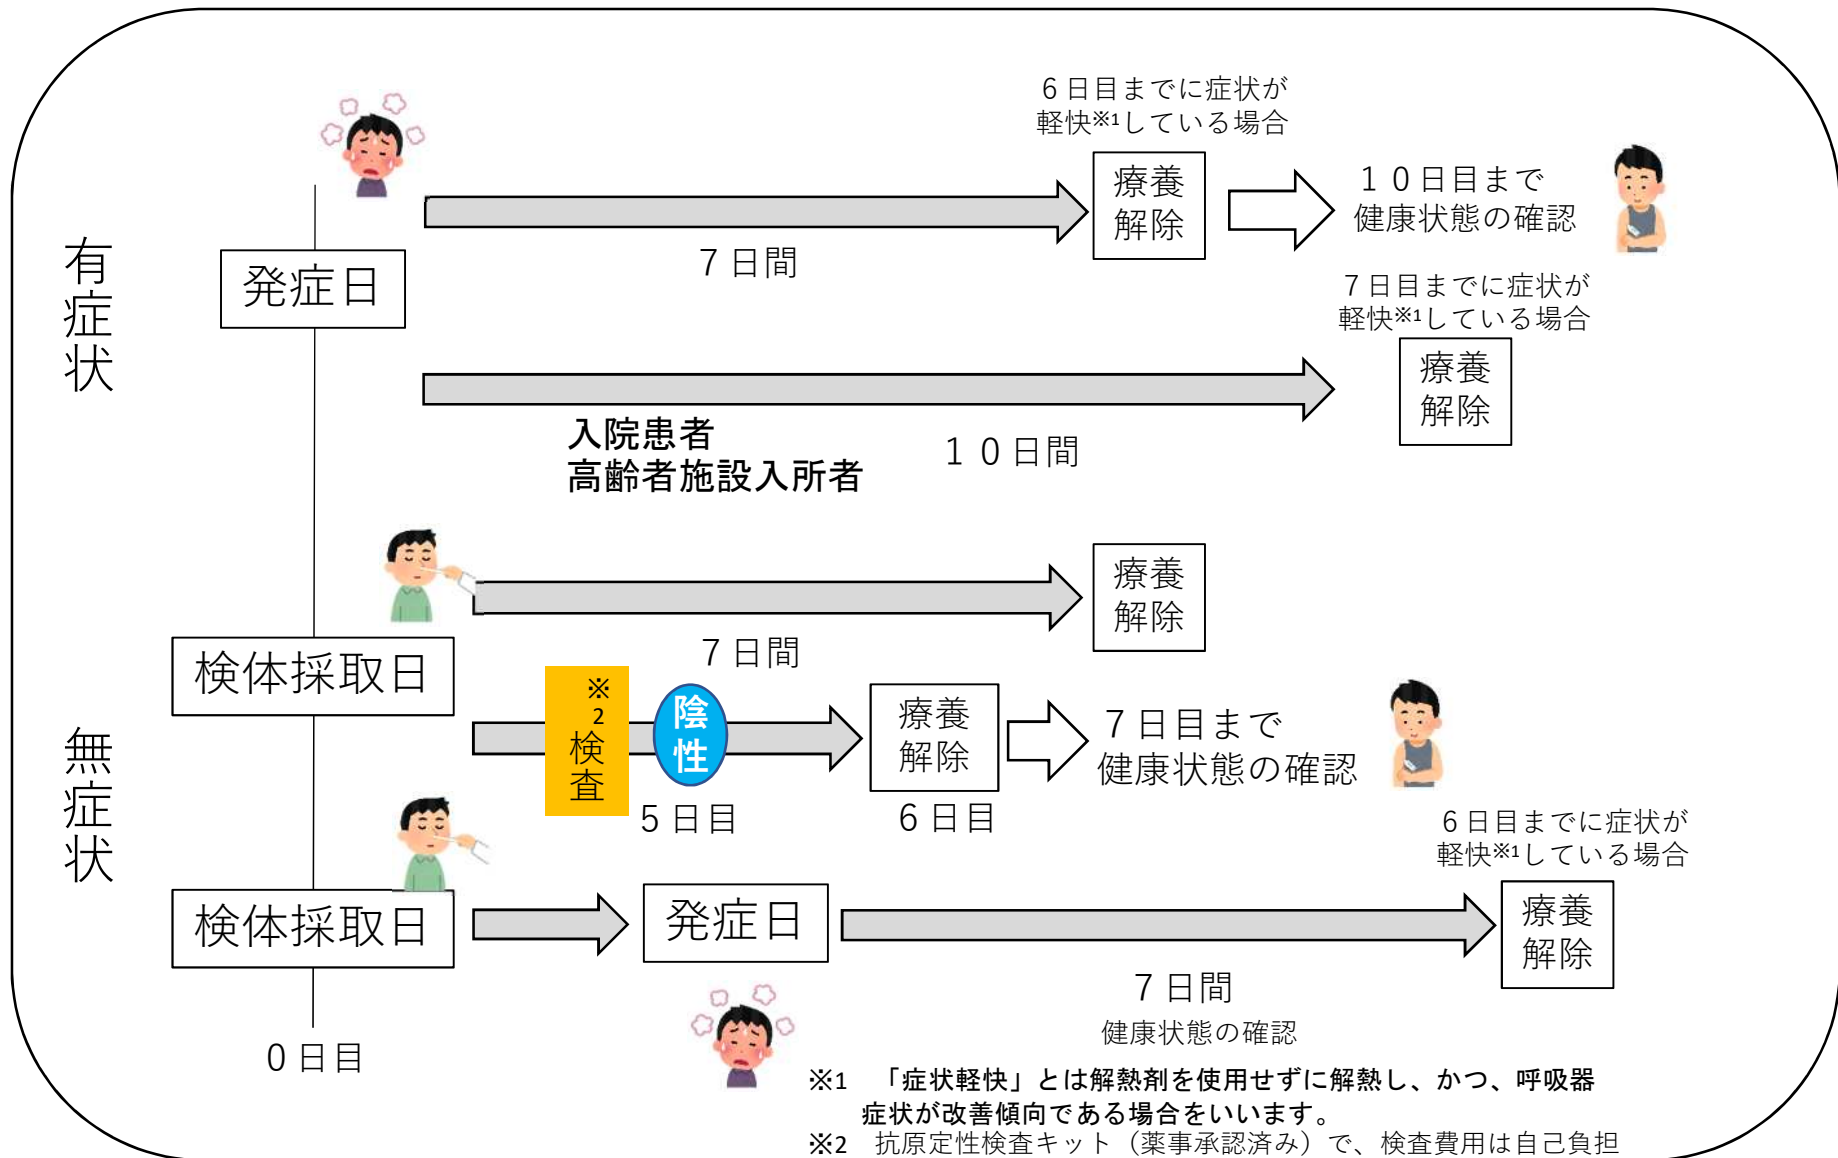 有症状
発症日
6日目までに症状が
軽快※1している場合
療養
解除
7日間
10日目まで
健康状態の確認
7日目までに症状が
軽快※1している場合
療養
解除
入院患者
高齢者施設入所者
10日間
無症状
検体採取日
7日間
療養
解除
※2
検査
陰性
5日目
療養
解除
6日目
7日目まで
健康状態の確認
検体採取日
発症日
6日目までに症状が
軽快※1している場合
療養
解除
7日間
健康状態の確認
0日目
※1 「症状軽快」とは解熱剤を使用せずに解熱し、かつ、呼吸器
症状が改善傾向である場合をいいます。
※2 抗原定性検査キット（薬事承認済み）で、検査費用は自己負担